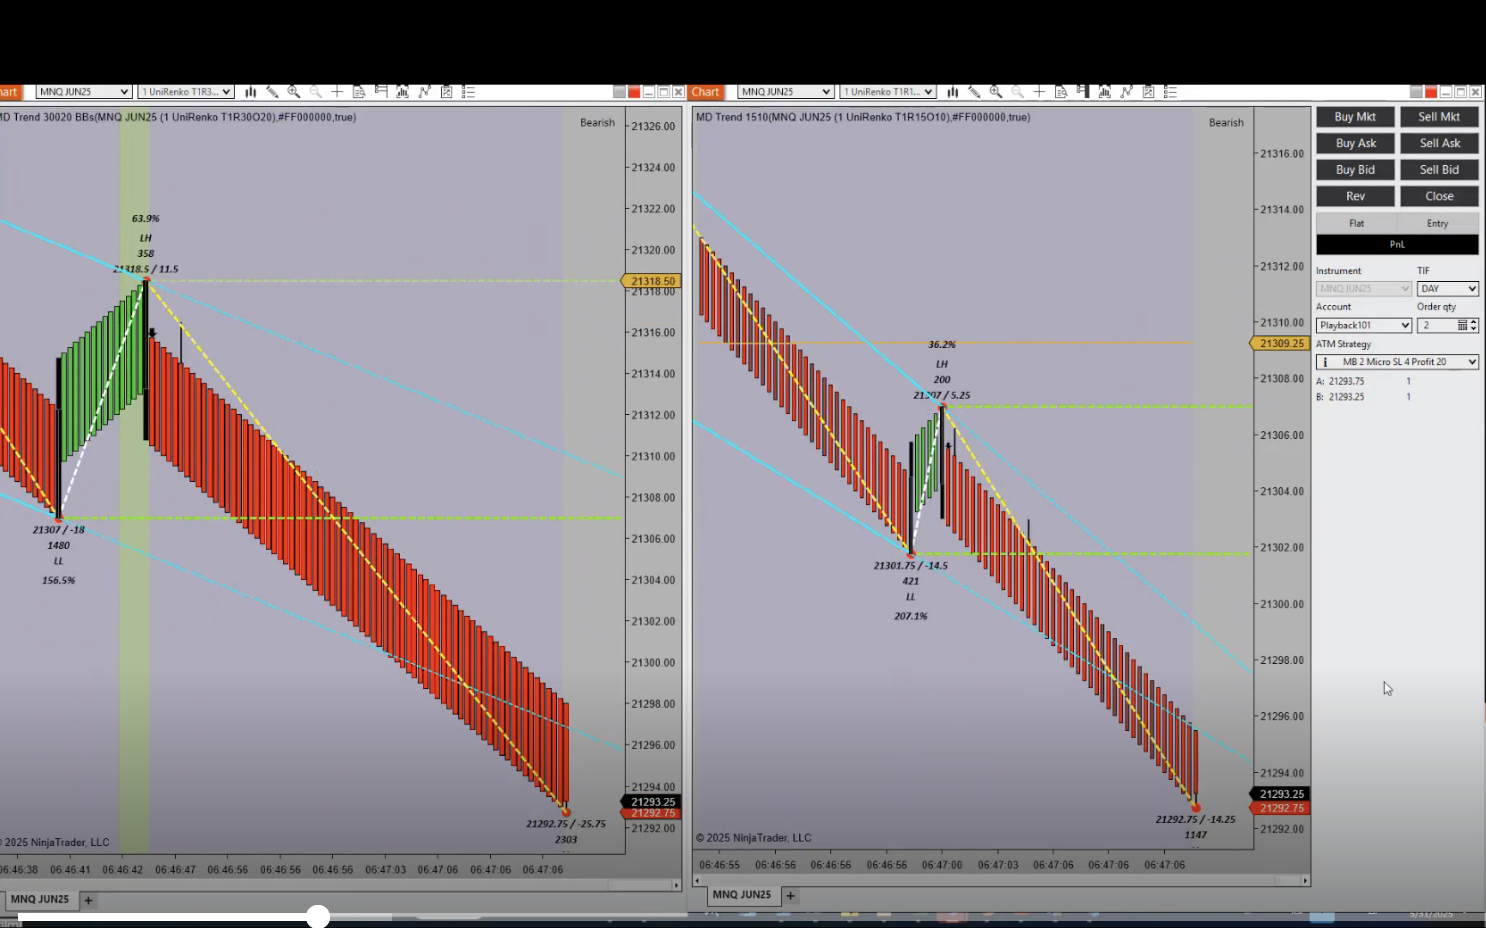 hart MNQ JUN25 1 UniRenko T1R3...
MD Trend 30020 BBs(MNQ JUN25 (1 UniRenko T1R30O20),#FF000000,true)
Bearish
63.9%
LH
358
21318.5 / 11.5
21307 / -18
1480
LL
156.5%
21292.75 / -25.75
2303
© 2025 NinjaTrader, LLC
21326.00
21324.00
21322.00
21320.00
21318.50
21318.00
21316.00
21314.00
21312.00
21310.00
21308.00
21306.00
21304.00
21302.00
21300.00
21298.00
21296.00
21294.00
21293.25
21292.75
21292.00
06:46:38 06:46:41 06:46:42 06:46:47 06:46:56 06:46:56 06:46:56 06:47:03 06:47:06 06:47:06 06:47:06
MNQ JUN25 +
Chart MNQ JUN25 1 UniRenko T1R1...
MD Trend 1510(MNQ JUN25 (1 UniRenko T1R15O10),#FF000000,true)
Bearish
36.2%
LH
200
21307 / 5.25
21301.75 / -14.5
421
LL
207.1%
21292.75 / -14.25
1147
© 2025 NinjaTrader, LLC
21316.00
21314.00
21312.00
21310.00
21309.25
21308.00
21306.00
21304.00
21302.00
21300.00
21298.00
21296.00
21294.00
21293.25
21292.75
21292.00
06:46:55 06:46:55 06:46:55 06:46:56 06:47:00 06:47:03 06:47:06 06:47:06 06:47:06
MNQ JUN25 +
Buy Mkt Sell Mkt
Buy Ask Sell Ask
Buy Bid Sell Bid
Rev Close
Flat Entry
PnL
Instrument TIF
MNQ JUN25 DAY
Account Order qty
Playback101 2
ATM Strategy
i MB 2 Micro SL 4 Profit 20
A: 21293.75 1
B: 21293.25 1
5/31/2025